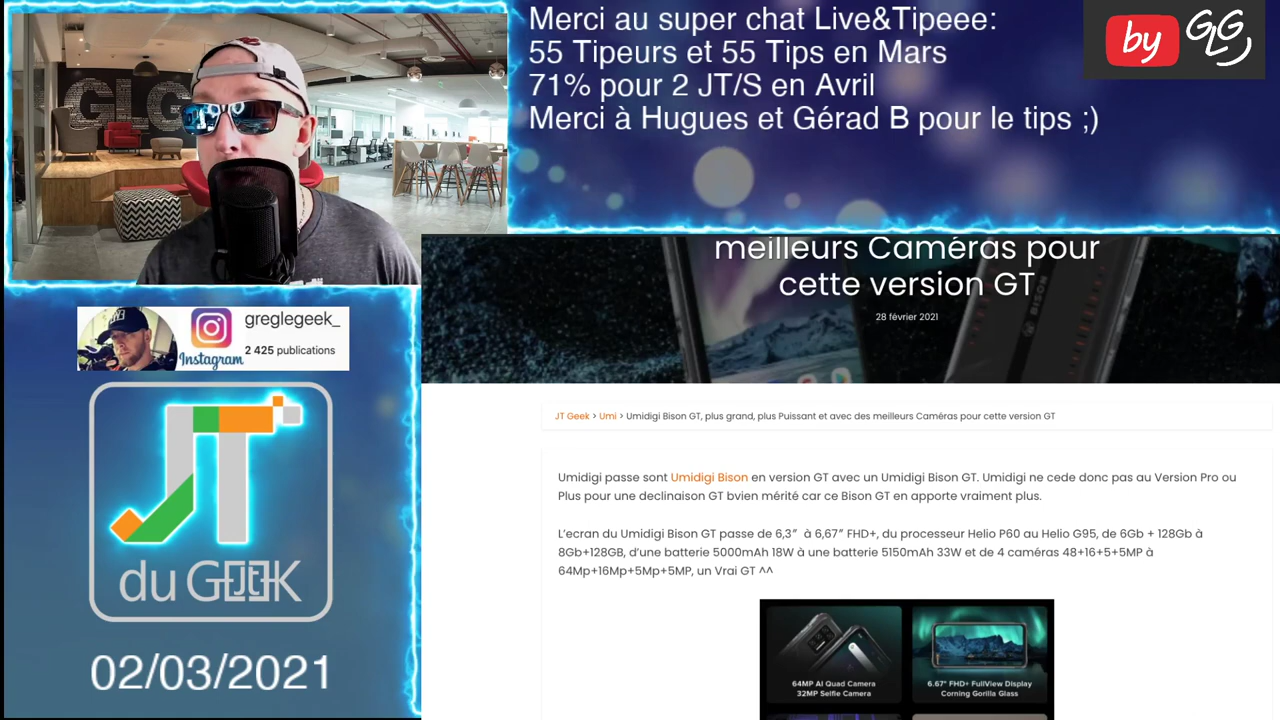 Merci au super chat Live&Tipeee:
55 Tipeurs et 55 Tips en Mars
71% pour 2 JT/S en Avril
Merci à Hugues et Gérad B pour le tips ;)
by GLG
GLG
greglegeek_
Instagram
2 425 publications
JT
du GEEK
02/03/2021
meilleurs Caméras pour
cette version GT
28 février 2021
BISON
JT Geek > Umi > Umidigi Bison GT, plus grand, plus Puissant et avec des meilleurs Caméras pour cette version GT
Umidigi passe sont Umidigi Bison en version GT avec un Umidigi Bison GT. Umidigi ne cede donc pas au Version Pro ou
Plus pour une declinaison GT bvien mérité car ce Bison GT en apporte vraiment plus.
L’ecran du Umidigi Bison GT passe de 6,3″ à 6,67″ FHD+, du processeur Helio P60 au Helio G95, de 6Gb + 128Gb à
8Gb+128GB, d’une batterie 5000mAh 18W à une batterie 5150mAh 33W et de 4 caméras 48+16+5+5MP à
64Mp+16Mp+5Mp+5MP, un Vrai GT ^^
64MP AI Quad Camera
32MP Selfie Camera
6.67" FHD+ FullView Display
Corning Gorilla Glass